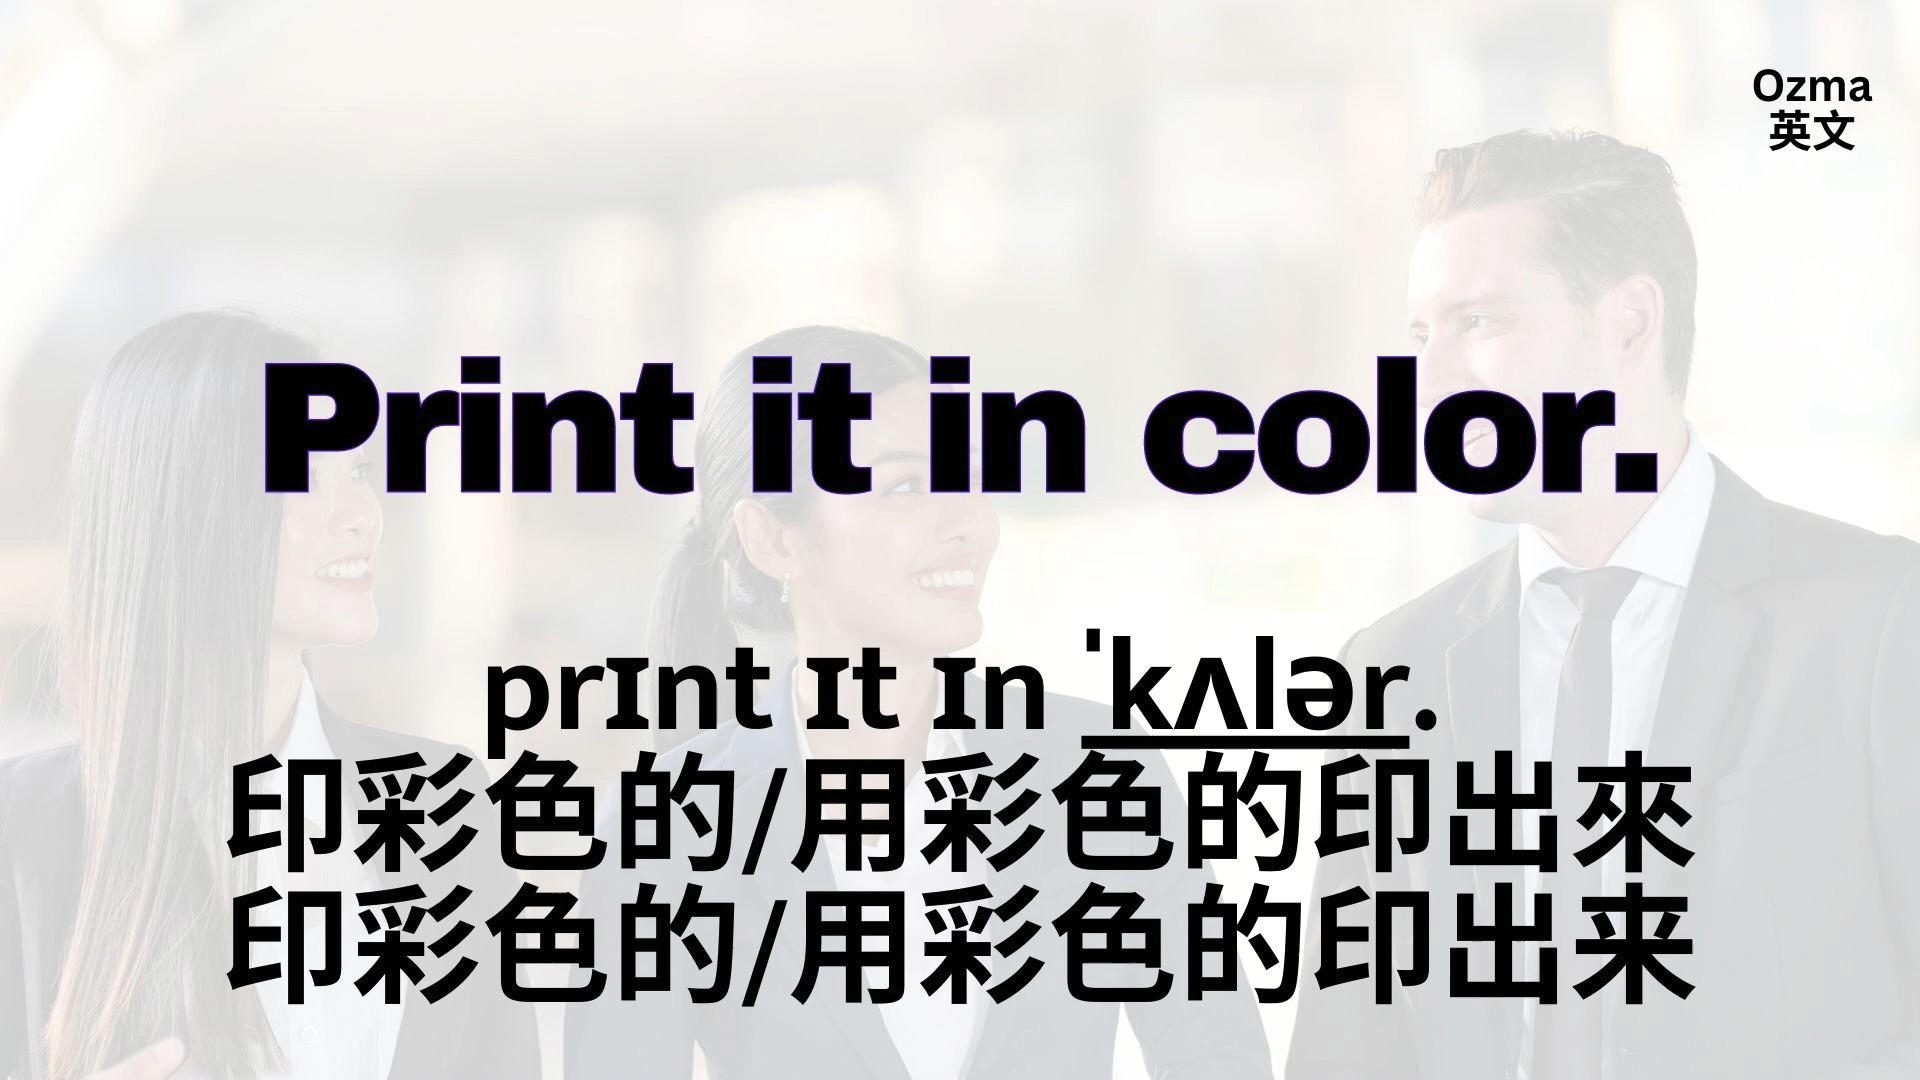 Ozma
英文
Print it in color.
prɪnt ɪt ɪn ˈkʌlər.
印彩色的/用彩色的印出來
印彩色的/用彩色的印出来